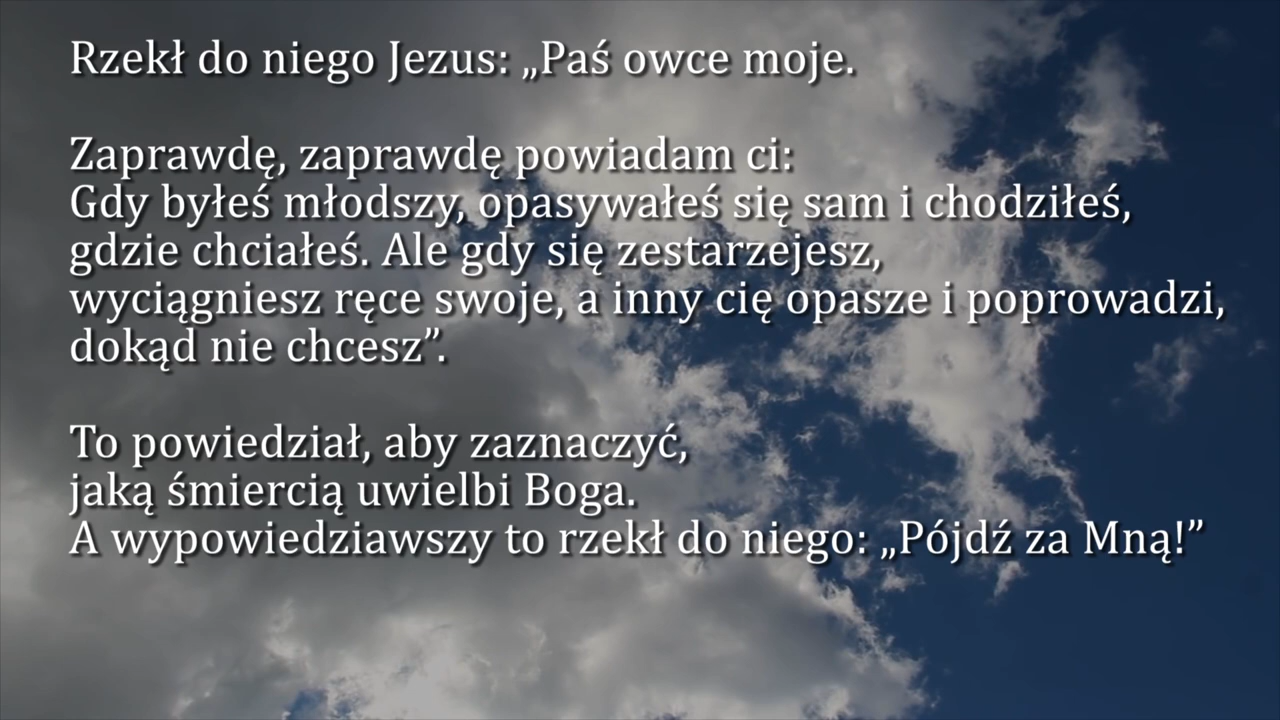 Rzekł do niego Jezus: „Paś owce moje.
Zaprawdę, zaprawdę powiadam ci:
Gdy byłeś młodszy, opasywałeś się sam i chodziłeś,
gdzie chciałeś. Ale gdy się zestarzejesz,
wyciągniesz ręce swoje, a inny cię opasze i poprowadzi,
dokąd nie chcesz”.
To powiedział, aby zaznaczyć,
jaką śmiercią uwielbi Boga.
A wypowiedziawszy to rzekł do niego: „Pójdź za Mną!”